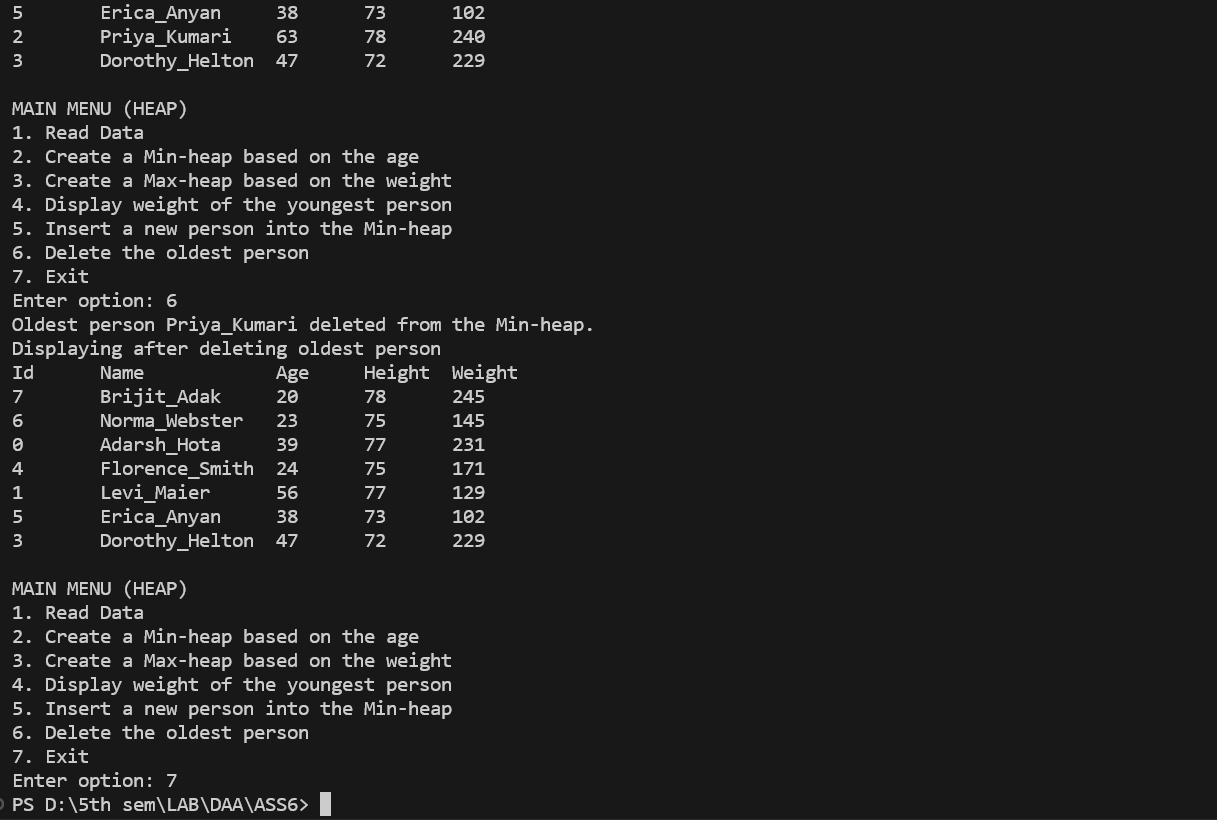 5       Erica_Anyan     38      73      102
2       Priya_Kumari    63      78      240
3       Dorothy_Helton  47      72      229

MAIN MENU (HEAP)
1. Read Data
2. Create a Min-heap based on the age
3. Create a Max-heap based on the weight
4. Display weight of the youngest person
5. Insert a new person into the Min-heap
6. Delete the oldest person
7. Exit
Enter option: 6
Oldest person Priya_Kumari deleted from the Min-heap.
Displaying after deleting oldest person
Id      Name            Age     Height  Weight
7       Brijit_Adak     20      78      245
6       Norma_Webster   23      75      145
0       Adarsh_Hota     39      77      231
4       Florence_Smith  24      75      171
1       Levi_Maier      56      77      129
5       Erica_Anyan     38      73      102
3       Dorothy_Helton  47      72      229

MAIN MENU (HEAP)
1. Read Data
2. Create a Min-heap based on the age
3. Create a Max-heap based on the weight
4. Display weight of the youngest person
5. Insert a new person into the Min-heap
6. Delete the oldest person
7. Exit
Enter option: 7
PS D:\5th sem\LAB\DAA\ASS6>